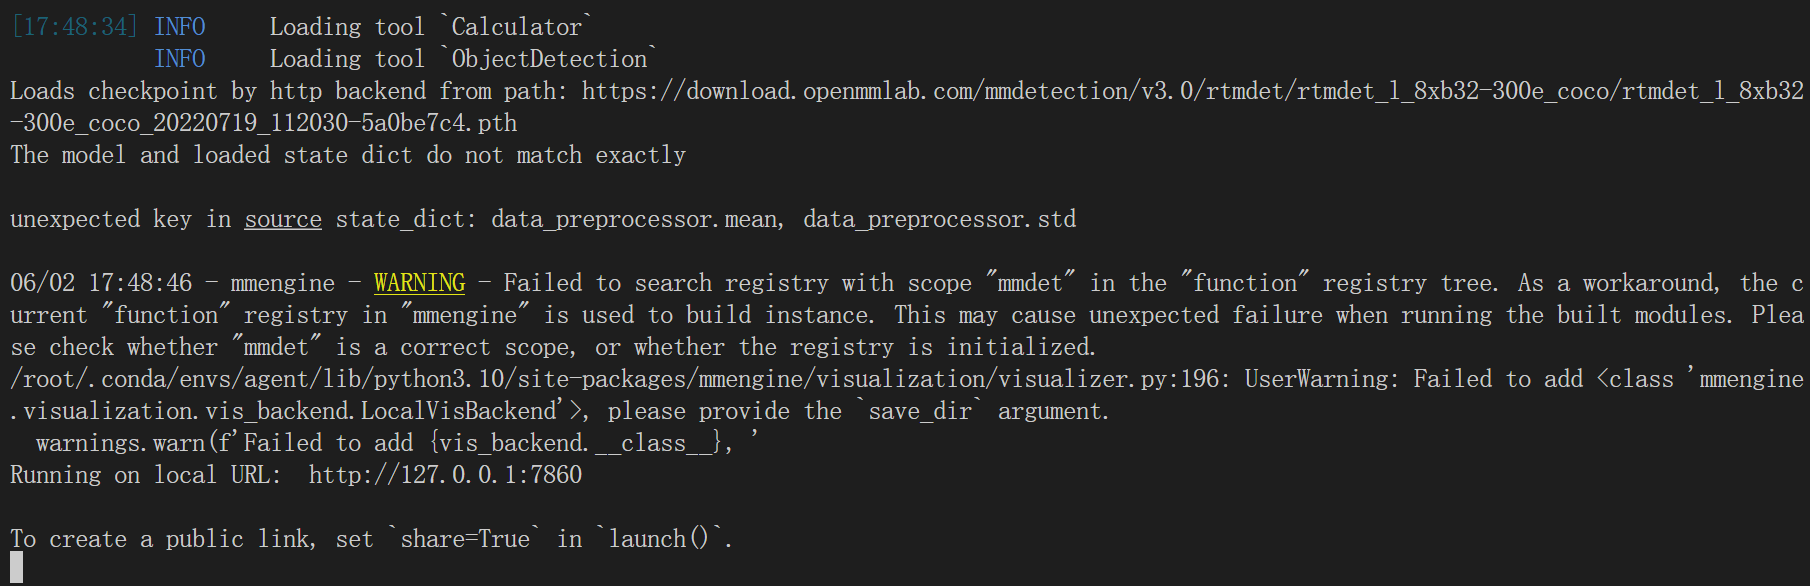 [17:48:34] INFO     Loading tool `Calculator`
           INFO     Loading tool `ObjectDetection`
Loads checkpoint by http backend from path: https://download.openmmlab.com/mmdetection/v3.0/rtmdet/rtmdet_l_8xb32-300e_coco/rtmdet_l_8xb32
-300e_coco_20220719_112030-5a0be7c4.pth
The model and loaded state dict do not match exactly
unexpected key in source state_dict: data_preprocessor.mean, data_preprocessor.std
06/02 17:48:46 - mmengine - WARNING - Failed to search registry with scope "mmdet" in the "function" registry tree. As a workaround, the c
urrent "function" registry in "mmengine" is used to build instance. This may cause unexpected failure when running the built modules. Plea
se check whether "mmdet" is a correct scope, or whether the registry is initialized.
/root/.conda/envs/agent/lib/python3.10/site-packages/mmengine/visualization/visualizer.py:196: UserWarning: Failed to add <class 'mmengine
.visualization.vis_backend.LocalVisBackend'>, please provide the `save_dir` argument.
  warnings.warn(f'Failed to add {vis_backend.__class__}, '
Running on local URL:  http://127.0.0.1:7860
To create a public link, set `share=True` in `launch()`.